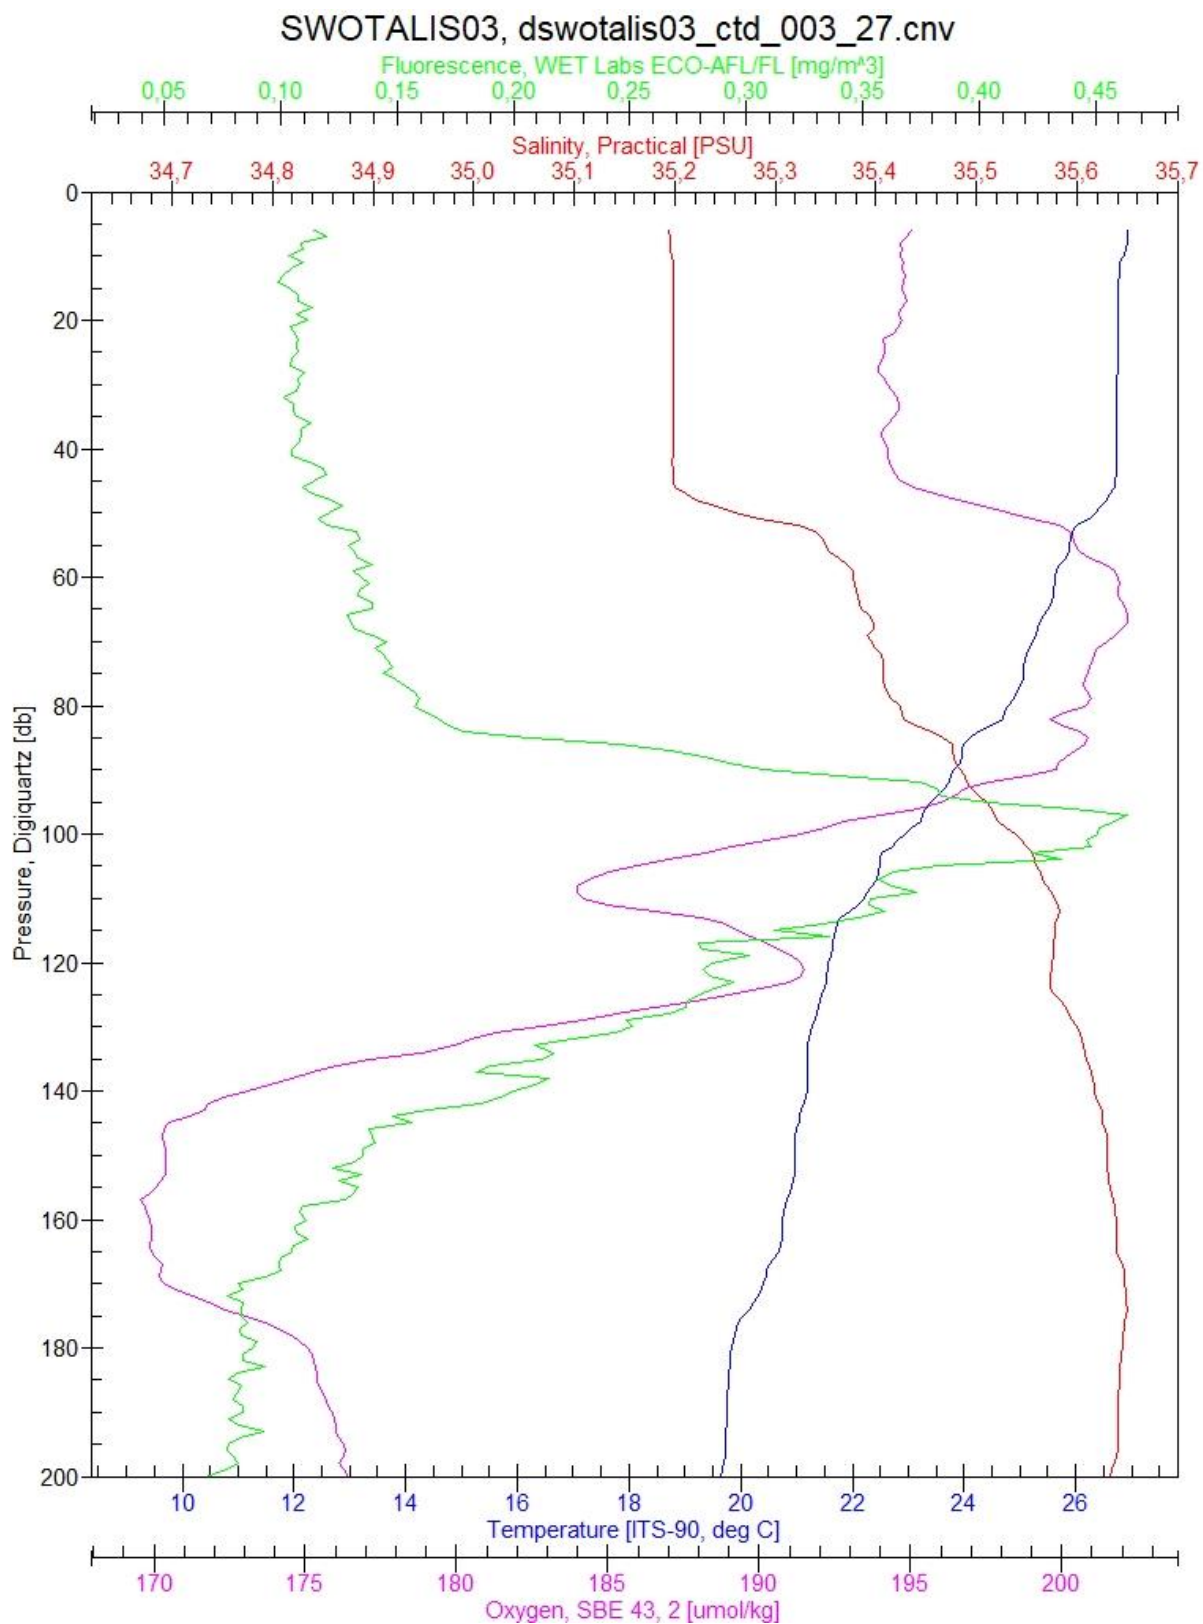 SWOTALIS03, dswotalis03_ctd_003_27.cnv
Fluorescence, WET Labs ECO-AFL/FL [mg/m^3]
0,05 0,10 0,15 0,20 0,25 0,30 0,35 0,40 0,45
Salinity, Practical [PSU]
34,7 34,8 34,9 35,0 35,1 35,2 35,3 35,4 35,5 35,6 35,7
0
20
40
60
80
100
120
140
160
180
200
Pressure, Digiquartz [db]
10 12 14 16 18 20 22 24 26
Temperature [ITS-90, deg C]
170 175 180 185 190 195 200
Oxygen, SBE 43, 2 [umol/kg]